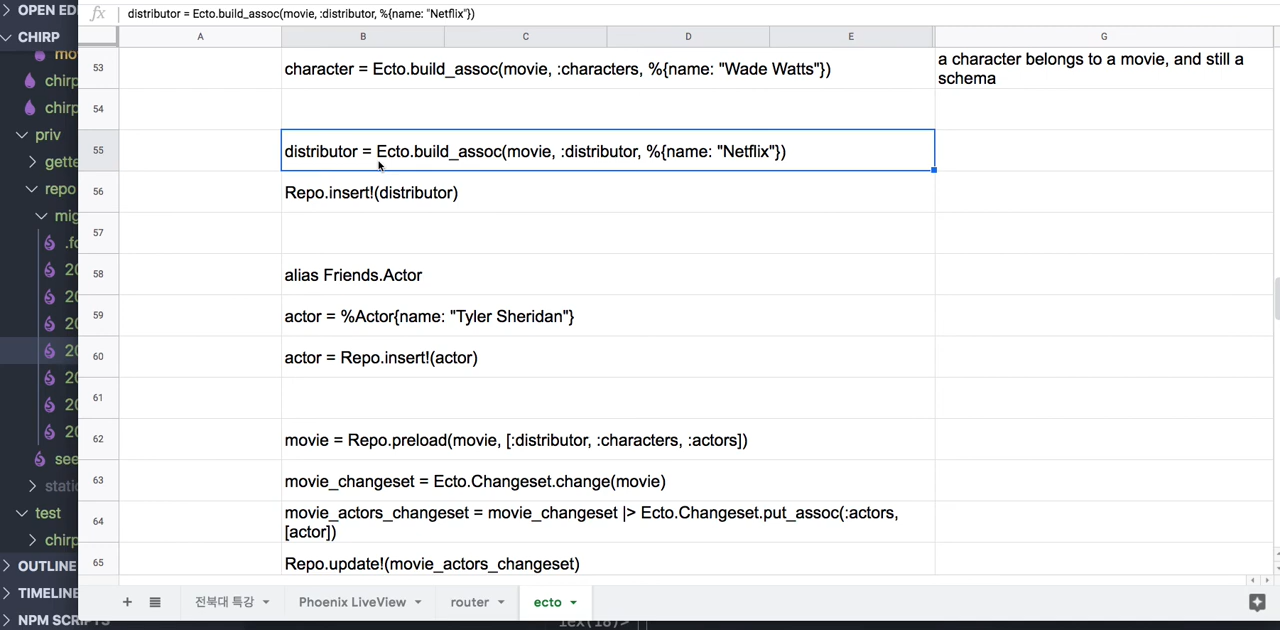 OPEN ED
fx
distributor = Ecto.build_assoc(movie, :distributor, %{name: "Netflix"})
CHIRP
A B C D E G
mo
53 character = Ecto.build_assoc(movie, :characters, %{name: "Wade Watts"}) a character belongs to a movie, and still a
schema
chirp
54
chirp
priv
55 distributor = Ecto.build_assoc(movie, :distributor, %{name: "Netflix"})
gette
56 Repo.insert!(distributor)
repo
mig
57
.fo
20
58 alias Friends.Actor
20
59 actor = %Actor{name: "Tyler Sheridan"}
20
60 actor = Repo.insert!(actor)
20
20
61
20
20
62 movie = Repo.preload(movie, [:distributor, :characters, :actors])
see
63 movie_changeset = Ecto.Changeset.change(movie)
static
64 movie_actors_changeset = movie_changeset |> Ecto.Changeset.put_assoc(:actors,
[actor])
test
chirp
65 Repo.update!(movie_actors_changeset)
OUTLINE
TIMELINE
전북대 특강 Phoenix LiveView router ecto
NPM SCRIPTS
iex(18)>